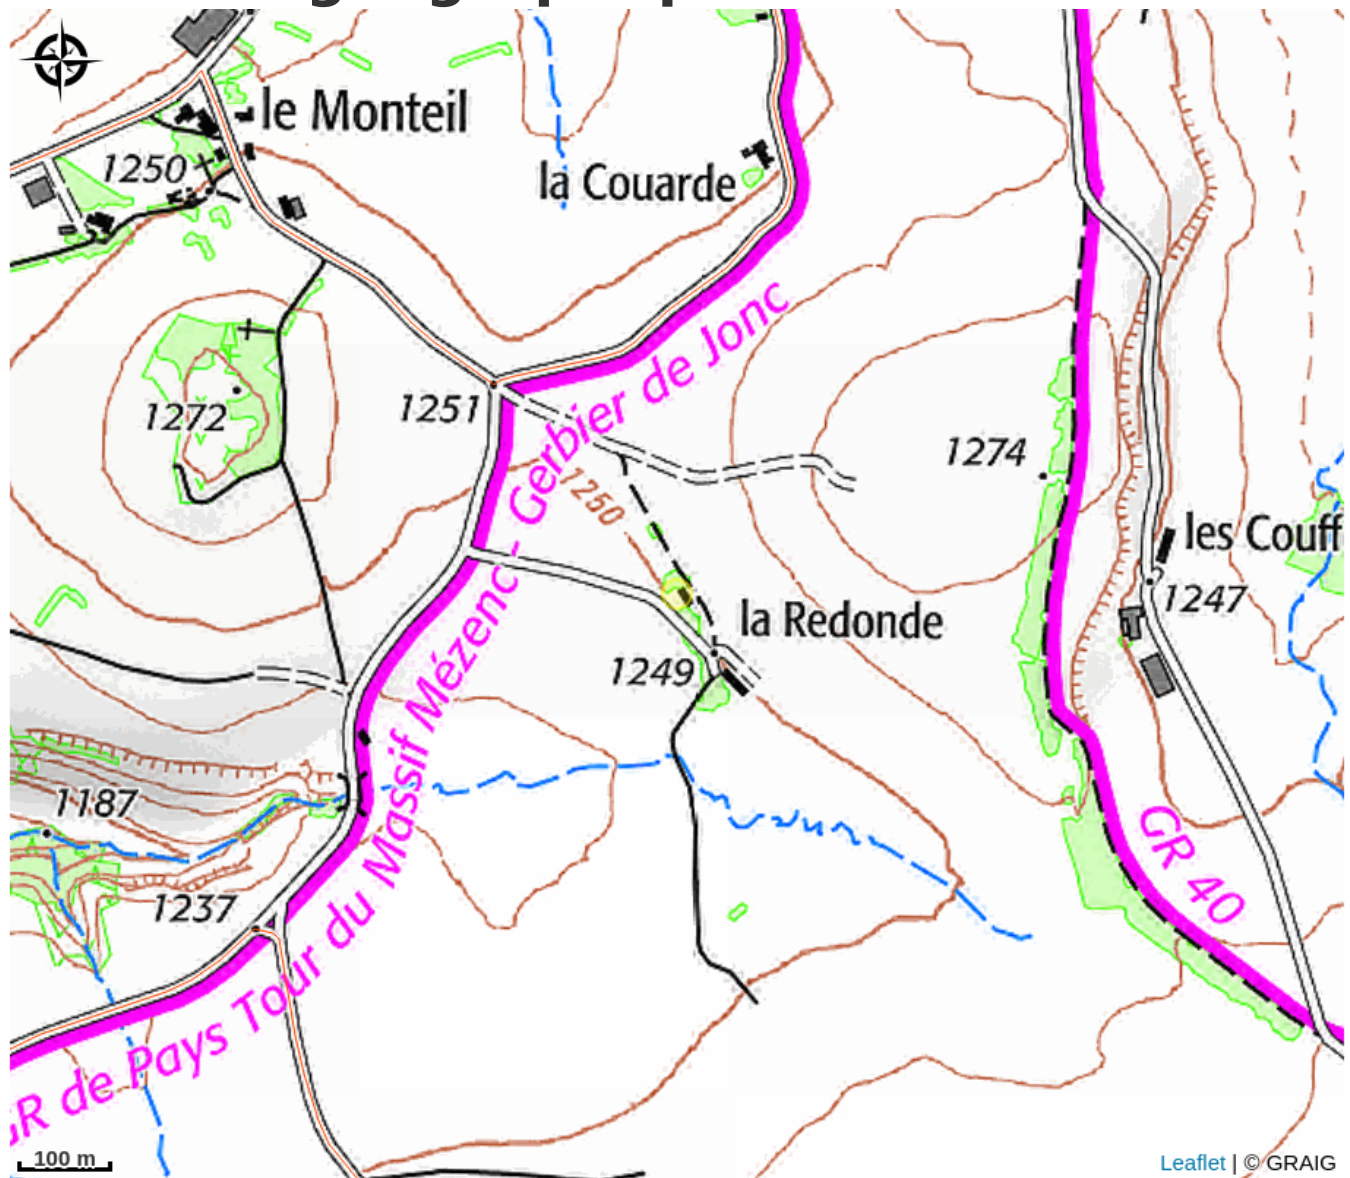 le Monteil
1250
la Couarde
1272
1251
GR de Pays Tour du Massif Mézenc - Gerbier de Jonc
1250
1274
les Couff
1247
la Redonde
1249
1187
1237
GR 40
100 m
Leaflet | © GRAIG